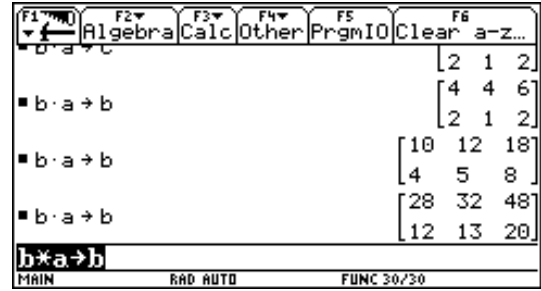 F1 F2 F3 F4 F5 F6
Algebra Calc Other PrgmIO Clear a-z…
b·a→c
[2 1 2]
[4 4 6]
b·a→b
[2 1 2]
[10 12 18]
b·a→b
[4 5 8]
[28 32 48]
b·a→b
[12 13 20]
b*a→b
MAIN RAD AUTO FUNC 30/30